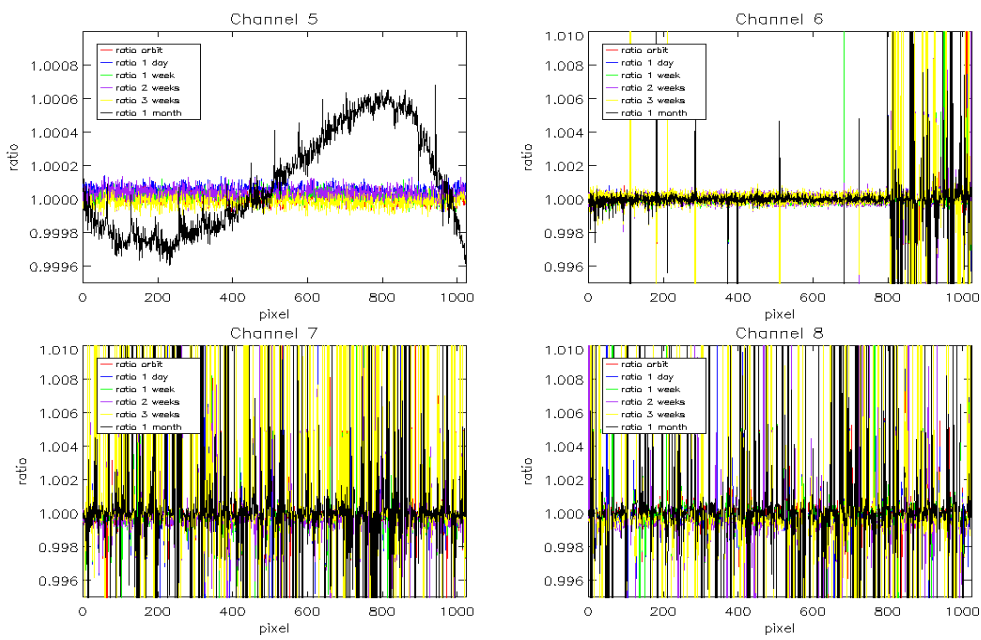 Channel 5
1.0008
1.0006
1.0004
1.0002
1.0000
0.9998
0.9996
ratio
ratio orbit
ratio 1 day
ratio 1 week
ratio 2 weeks
ratio 3 weeks
ratio 1 month
0 200 400 600 800 1000
pixel
Channel 6
1.010
1.008
1.006
1.004
1.002
1.000
0.998
0.996
ratio
ratio orbit
ratio 1 day
ratio 1 week
ratio 2 weeks
ratio 3 weeks
ratio 1 month
0 200 400 600 800 1000
pixel
Channel 7
1.010
1.008
1.006
1.004
1.002
1.000
0.998
0.996
ratio
ratio orbit
ratio 1 day
ratio 1 week
ratio 2 weeks
ratio 3 weeks
ratio 1 month
0 200 400 600 800 1000
pixel
Channel 8
1.010
1.008
1.006
1.004
1.002
1.000
0.998
0.996
ratio
ratio orbit
ratio 1 day
ratio 1 week
ratio 2 weeks
ratio 3 weeks
ratio 1 month
0 200 400 600 800 1000
pixel